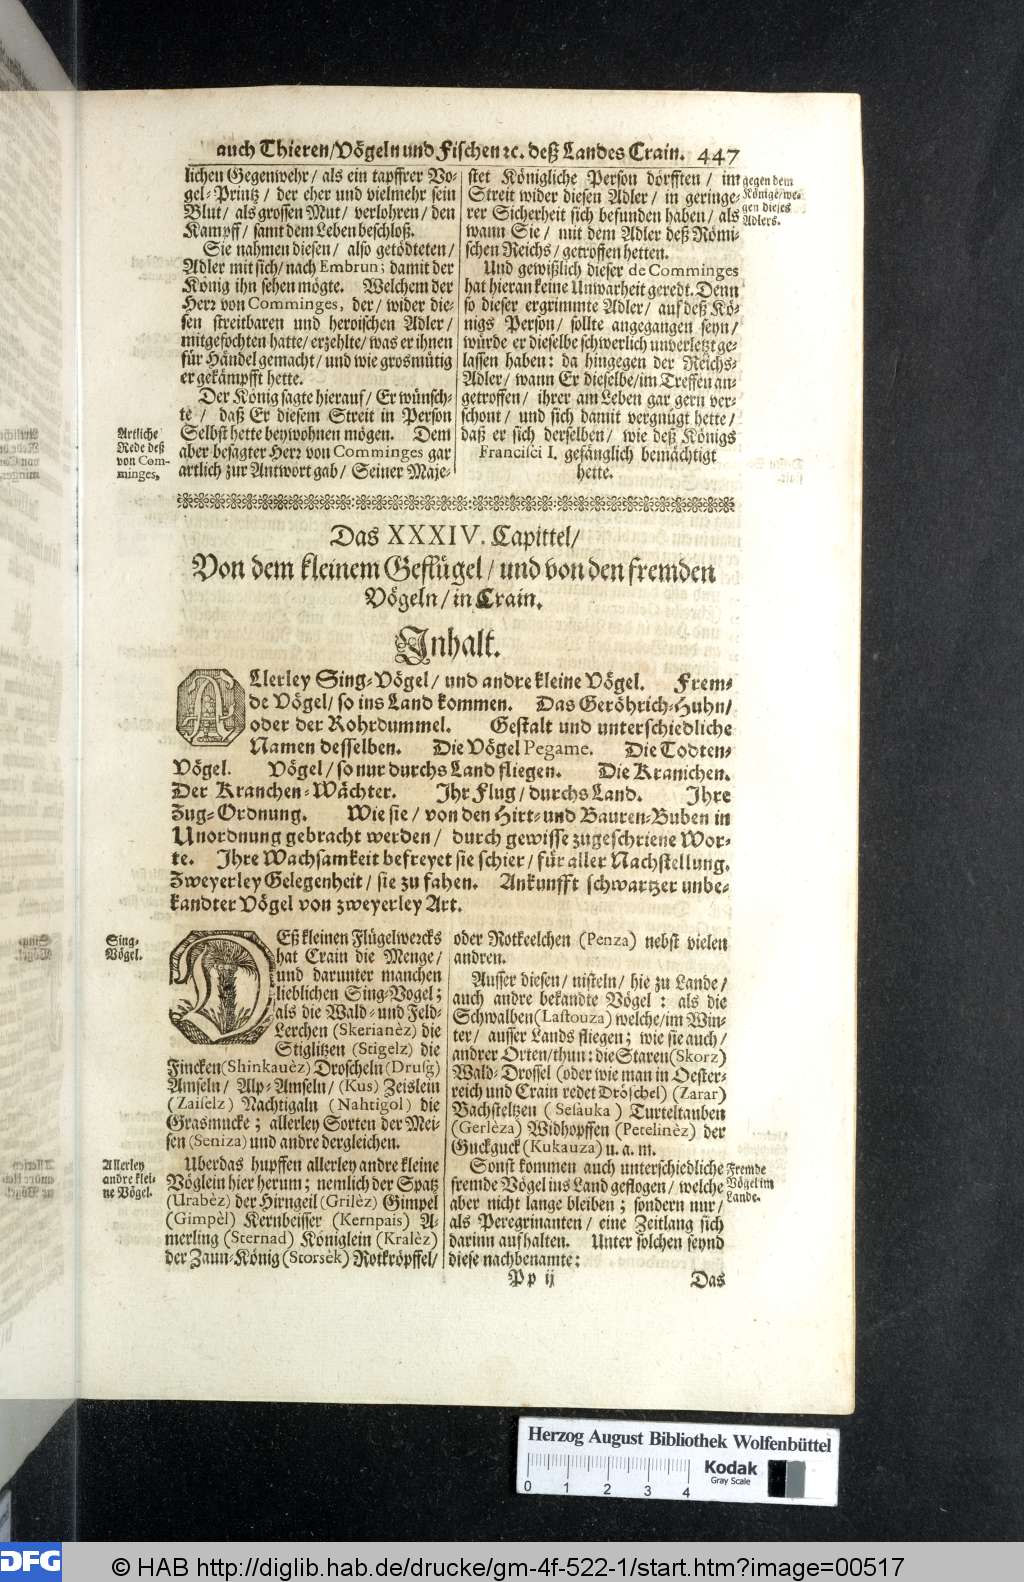 auch Thieren/Vögeln und Fischen ꝛc. deß Landes Crain. 447
lichen Gegenwehr/ als ein tapffrer Vo-
gel-Printz/ der eher und vielmehr sein
Blut/ als grossen Mut/ verlohren/ den
Kampff/ samt dem Leben beschloß.
Sie nahmen diesen/ also getödteten/
Adler mit sich/ nach Embrun; damit der
König ihn sehen mögte. Welchem der
Herr von Comminges, der/ wider die-
sen streitbaren und heroischen Adler/
mitgefochten hatte/ erzehlte/ was er ihnen
für Händel gemacht/ und wie grosmütig
er gekämpfft hette.
Der König sagte hierauf/ Er wünsch-
te/ daß Er diesem Streit in Person
Selbst hette beywohnen mögen. Dem
aber besagter Herr von Comminges gar
artlich zur Antwort gab/ Seiner Maje-
Artliche
Rede deß
von Com-
minges,
stet Königliche Person dörfften/ im
Streit wider diesen Adler/ in geringe-
rer Sicherheit sich befunden haben/ als
wann Sie/ mit dem Adler deß Römi-
schen Reichs/ getroffen hetten.
Und gewißlich dieser de Comminges
hat hieran keine Unwarheit geredt. Denn
so dieser ergrimmte Adler/ auf deß Kö-
nigs Person/ sollte angegangen seyn/
würde er dieselbe schwerlich unverletzt ge-
lassen haben: da hingegen der Reichs-
Adler/ wann Er dieselbe/ im Treffen an-
getroffen/ ihrer am Leben gar gern ver-
schont/ und sich damit vergnügt hette/
daß er sich derselben/ wie deß Königs
Francisci I. gefänglich bemächtigt
hette.
gegen dem
Könige/ we-
gen dieses
Adlers.
Das XXXIV. Capittel/
Von dem kleinem Geflügel/ und von den fremden
Vögeln/ in Crain.
Inhalt.
ALlerley Sing-Vögel/ und andre kleine Vögel. Frem-
de Vögel/ so ins Land kommen. Das Geröhrich-Huhn/
oder der Rohrdummel. Gestalt und unterschiedliche
Namen desselben. Die Vögel Pegame. Die Todten-
Vögel. Vögel/ so nur durchs Land fliegen. Die Kranichen.
Der Kranchen-Wächter. Ihr Flug/ durchs Land. Ihre
Zug-Ordnung. Wie sie/ von den Hirt- und Bauren-Buben in
Unordnung gebracht werden/ durch gewisse zugeschriene Wor-
te. Ihre Wachsamkeit befreyet sie schier/ für aller Nachstellung.
Zweyerley Gelegenheit/ sie zu fahen. Ankunfft schwartzer unbe-
kandter Vögel von zweyerley Art.
Sing-
Vögel.
DEß kleinen Flügelwercks
hat Crain die Menge/
und darunter manchen
lieblichen Sing-Vogel;
als die Wald- und Feld-
Lerchen (Skerianèz) die
Stiglitzen (Stigelz) die
Fincken (Shinkauèz) Droscheln (Drusg)
Amseln/ Alp-Amseln/ (Kus) Zeislein
(Zaiselz) Nachtigaln (Nahtigol) die
Grasmucke; allerley Sorten der Mei-
sen (Seniza) und andre dergleichen.
Uberdas hupffen allerley andre kleine
Vöglein hier herum; nemlich der Spatz
(Urabèz) der Hirngeil (Grilèz) Gimpel
(Gimpèl) Kernbeisser (Kernpais) A-
merling (Sternad) Königlein (Kralèz)
der Zaun-König (Storsèk) Rotkröpffel/
Allerley
andre klei-
ne Vögel.
oder Rotkeelchen (Penza) nebst vielen
andren.
Ausser diesen/ nisteln/ hie zu Lande/
auch andre bekandte Vögel: als die
Schwalben (Lastouza) welche/ im Win-
ter/ ausser Lands fliegen; wie sie auch/
andrer Orten/ thun: die Staren (Skorz)
Wald-Drossel (oder wie man in Oester-
reich und Crain redet Dröschel) (Zarar)
Bachsteltzen (Sesàuka) Turteltauben
(Gerlèza) Widhopffen (Petelinèz) der
Guckguck (Kukauza) u. a. m.
Sonst kommen auch unterschiedliche
fremde Vögel ins Land geflogen/ welche
aber nicht lange bleiben; sondern nur/
als Peregrinanten/ eine Zeitlang sich
darinn aufhalten. Unter solchen seynd
diese nachbenamte:
Fremde
Vögel im
Lande.
Pp ij Das
Herzog August Bibliothek Wolfenbüttel
Kodak
Gray Scale
0 1 2 3 4
DFG
© HAB http://diglib.hab.de/drucke/gm-4f-522-1/start.htm?image=00517